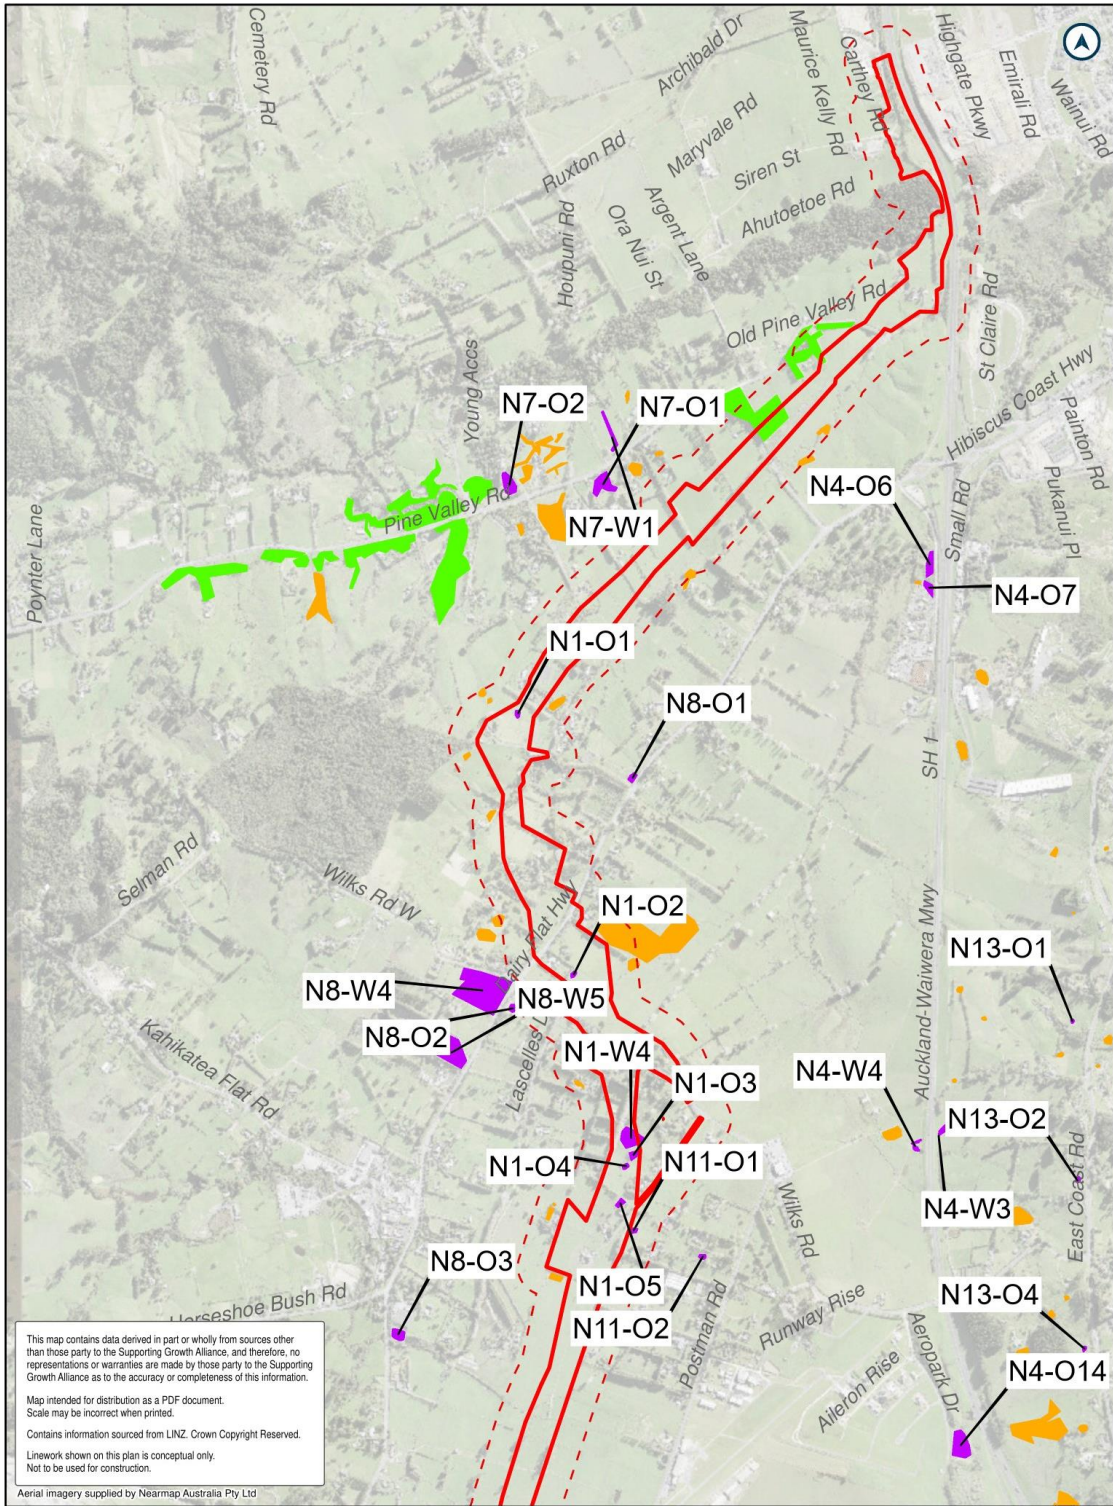 Cemetery Rd
Archibald Dr
Maurice Kelly Rd
Carthey Rd
Highgate Pkwy
Emirali Rd
Wainui Rd
Ruxton Rd
Maryvale Rd
Siren St
Argent Lane
Ahutoetoe Rd
Houpuni Rd
Ora Nui St
Old Pine Valley Rd
St Claire Rd
Young Accs
N7-O2
N7-O1
Hibiscus Coast Hwy
Painton Rd
Pukanui Pl
Pine Valley Rd
N7-W1
N4-O6
Small Rd
Poynter Lane
N4-O7
N1-O1
N8-O1
SH 1
Selman Rd
Wilks Rd W
Dairy Flat Hwy
N1-O2
Auckland-Waiwera Mwy
N13-O1
N8-W4
N8-W5
N8-O2
Lascelles D
N1-W4
N1-O3
N4-W4
Kahikatea Flat Rd
N13-O2
N1-O4
N11-O1
Wilks Rd
N4-W3
East Coast Rd
N8-O3
N1-O5
N11-O2
Postman Rd
Runway Rise
N13-O4
Horseshoe Bush Rd
Aileron Rise
Aeropark Dr
N4-O14
This map contains data derived in part or wholly from sources other
than those party to the Supporting Growth Alliance, and therefore, no
representations or warranties are made by those party to the Supporting
Growth Alliance as to the accuracy or completeness of this information.
Map intended for distribution as a PDF document.
Scale may be incorrect when printed.
Contains information sourced from LINZ. Crown Copyright Reserved.
Linework shown on this plan is conceptual only.
Not to be used for construction.
Aerial imagery supplied by Nearmap Australia Pty Ltd